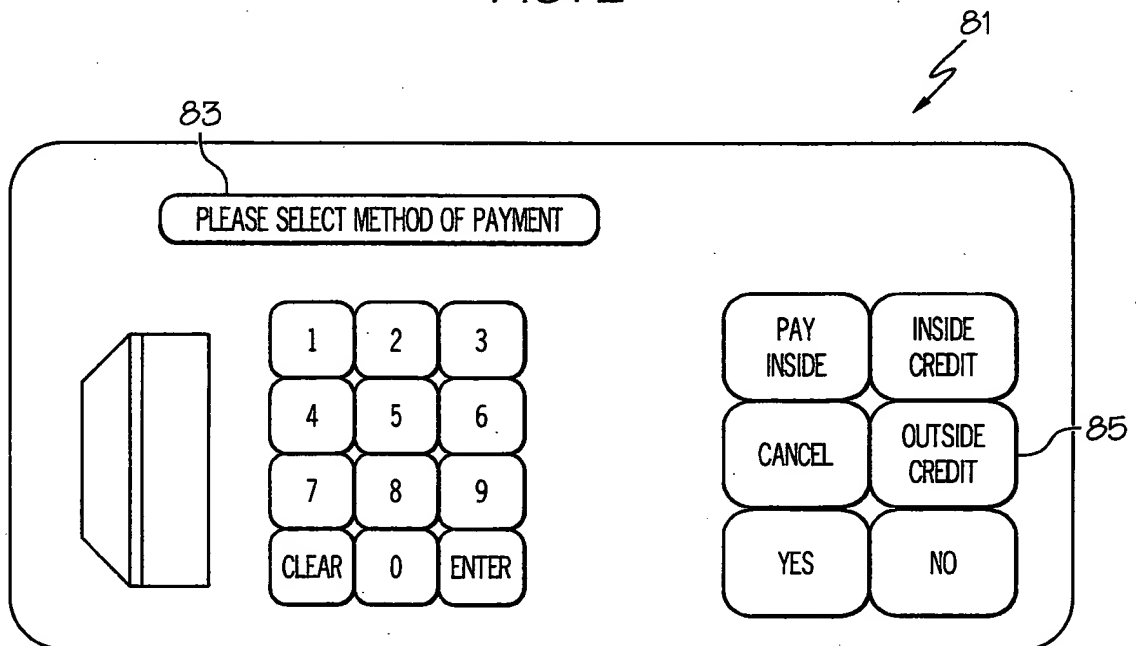 81
83
PLEASE SELECT METHOD OF PAYMENT
1 2 3
4 5 6
7 8 9
CLEAR 0 ENTER
PAY INSIDE
INSIDE CREDIT
CANCEL
OUTSIDE CREDIT
85
YES NO